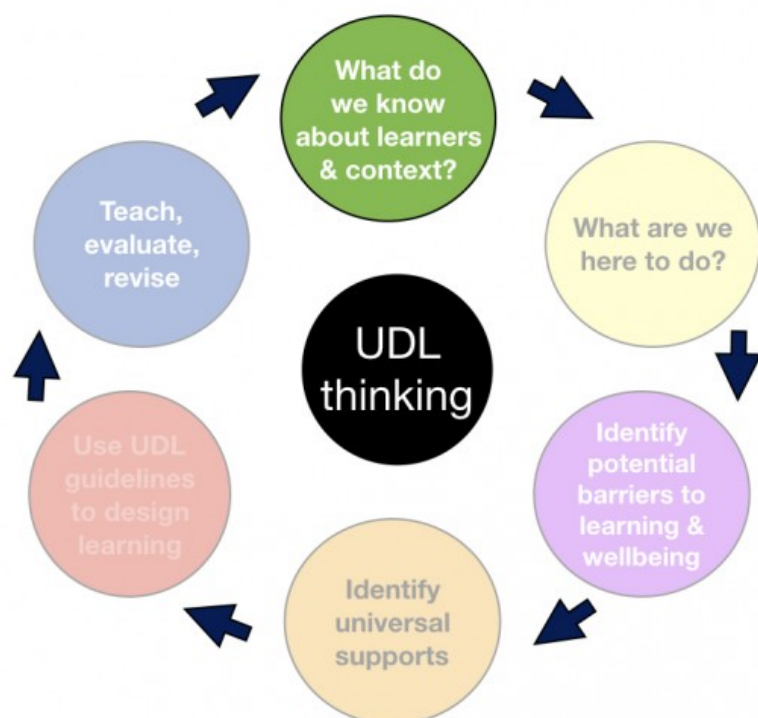 What do
we know
about learners
& context?
What are we
here to do?
Identify
potential
barriers to
learning &
wellbeing
Identify
universal
supports
Use UDL
guidelines
to design
learning
Teach,
evaluate,
revise
UDL
thinking